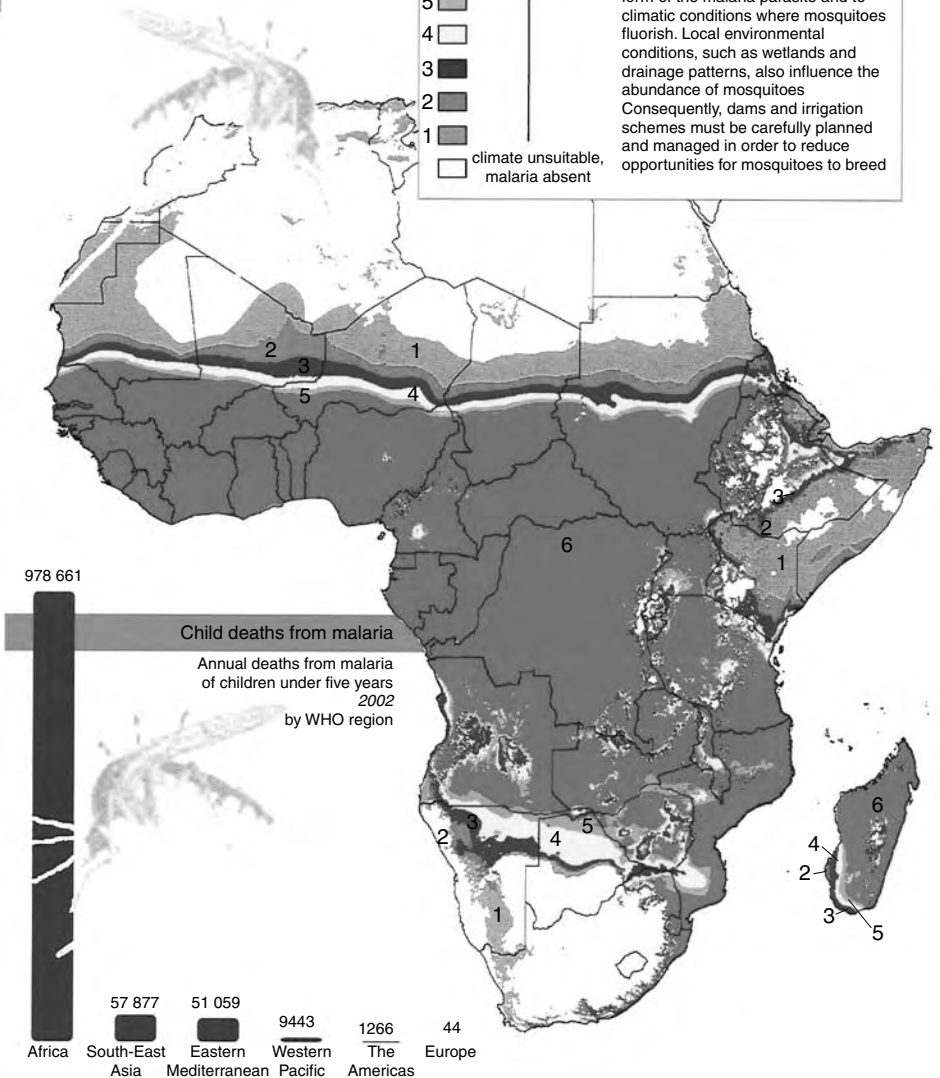 form of the malaria parasite and to
climatic conditions where mosquitoes
fluorish. Local environmental
conditions, such as wetlands and
drainage patterns, also influence the
abundance of mosquitoes
Consequently, dams and irrigation
schemes must be carefully planned
and managed in order to reduce
opportunities for mosquitoes to breed
5
4
3
2
1
climate unsuitable,
malaria absent
2
1
3
5
4
3
2
1
6
978 661
Child deaths from malaria
Annual deaths from malaria
of children under five years
2002
by WHO region
3
2
5
4
1
6
4
2
3
5
57 877
51 059
9443
1266
44
Africa
South-East
Asia
Eastern
Mediterranean
Western
Pacific
The
Americas
Europe